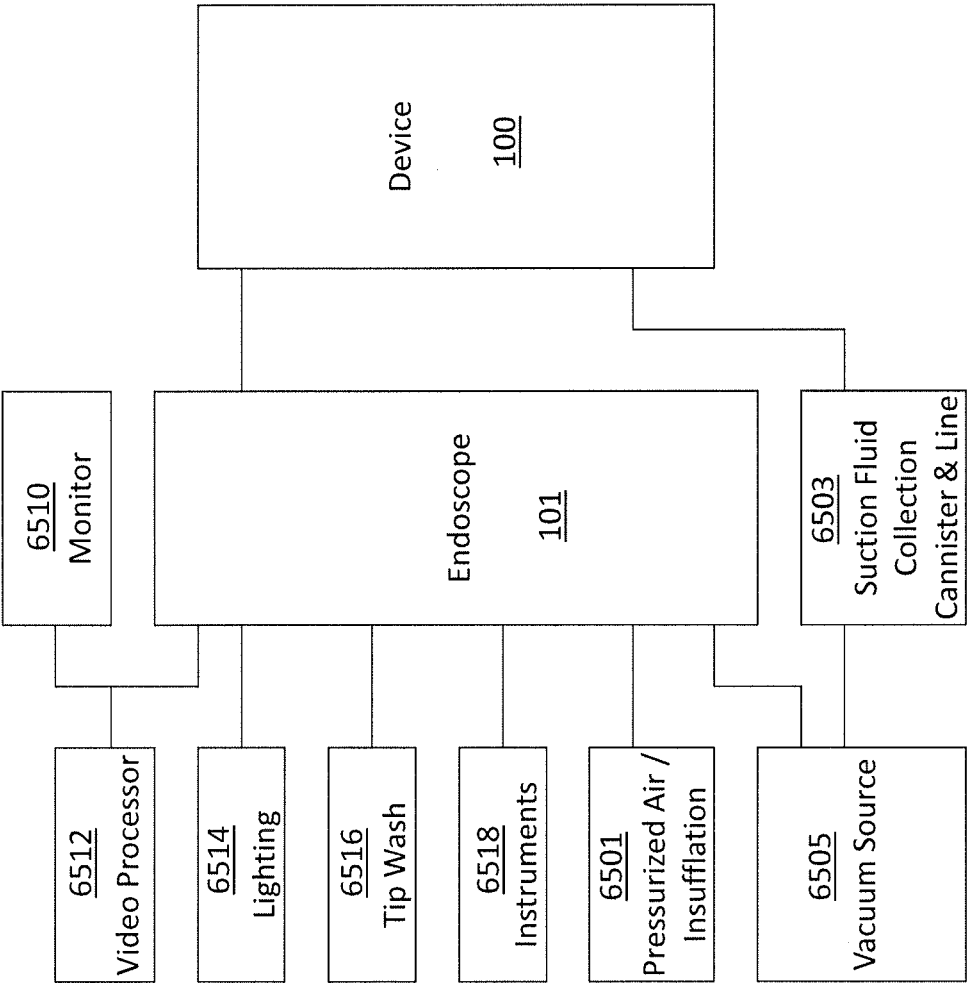 6512
Video Processor
6514
Lighting
6516
Tip Wash
6518
Instruments
6501
Pressurized Air /
Insufflation
6505
Vacuum Source
6510
Monitor
Endoscope
101
6503
Suction Fluid
Collection
Cannister & Line
Device
100